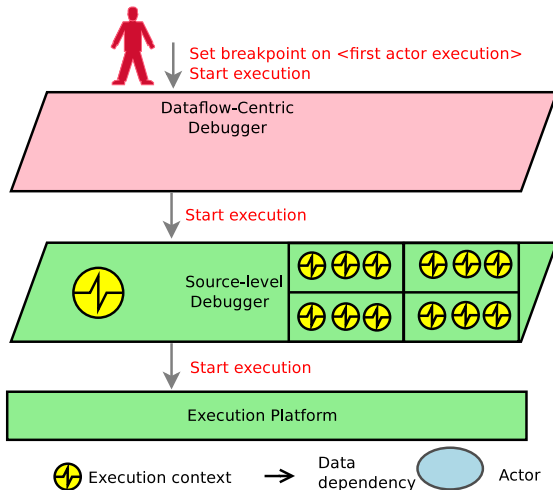 Set breakpoint on <first actor execution>
Start execution
Dataflow-Centric
Debugger
Start execution
Source-level
Debugger
Start execution
Execution Platform
Execution context
Data
dependency
Actor